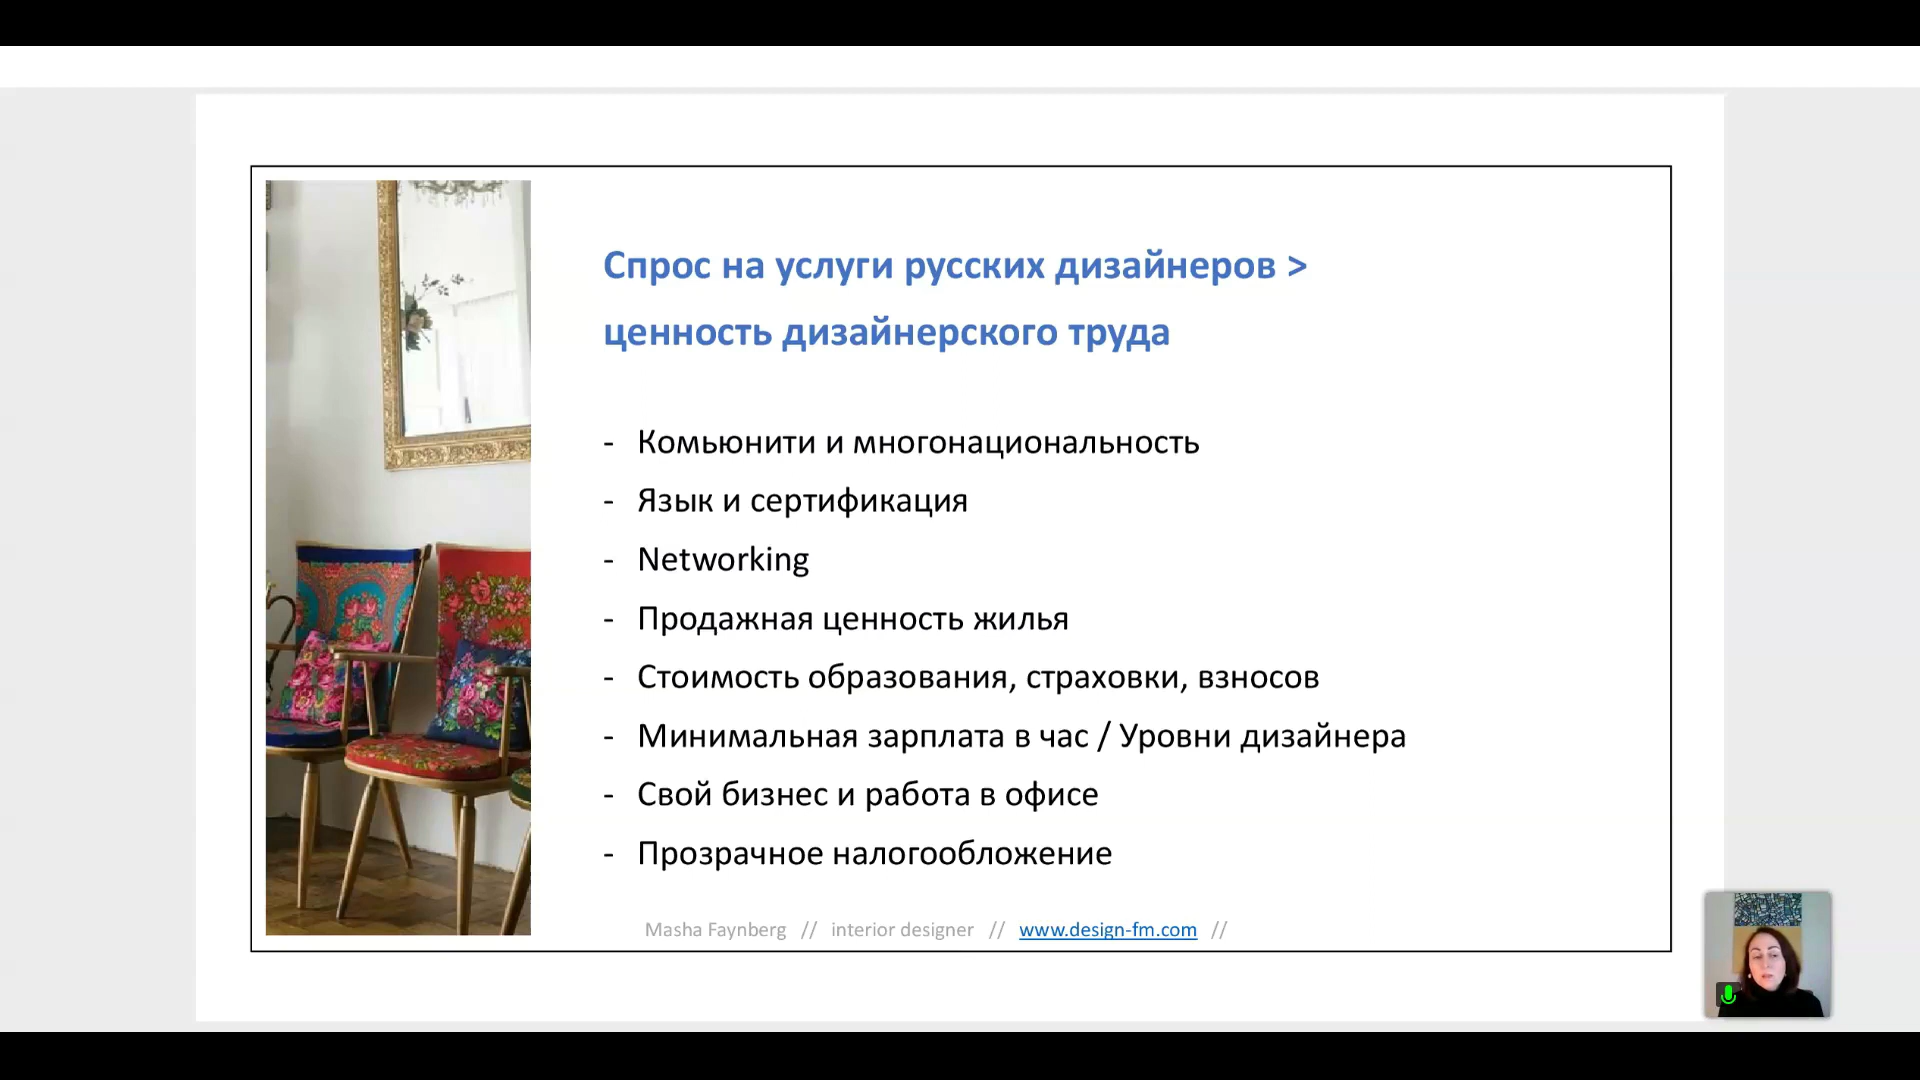 Спрос на услуги русских дизайнеров >
ценность дизайнерского труда
- Комьюнити и многонациональность
- Язык и сертификация
- Networking
- Продажная ценность жилья
- Стоимость образования, страховки, взносов
- Минимальная зарплата в час / Уровни дизайнера
- Свой бизнес и работа в офисе
- Прозрачное налогообложение
Masha Faynberg // interior designer // www.design-fm.com //